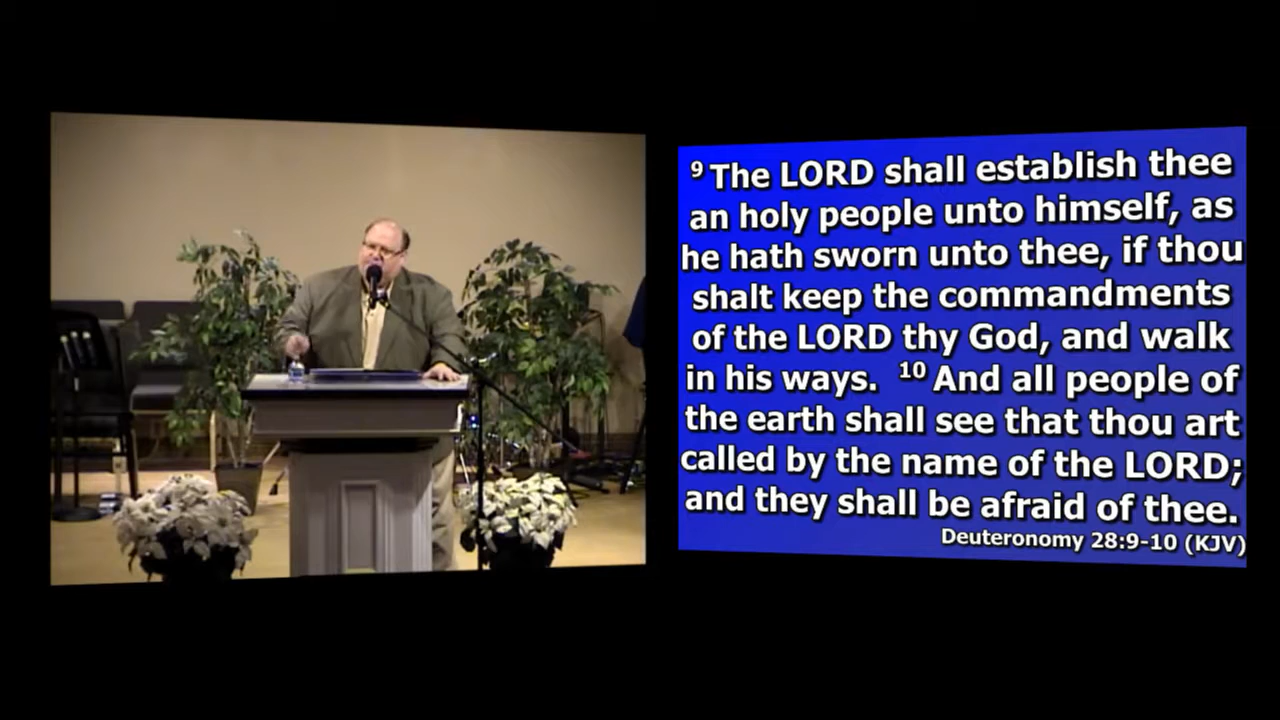 9 The LORD shall establish thee
an holy people unto himself, as
he hath sworn unto thee, if thou
shalt keep the commandments
of the LORD thy God, and walk
in his ways. 10 And all people of
the earth shall see that thou art
called by the name of the LORD;
and they shall be afraid of thee.
Deuteronomy 28:9-10 (KJV)